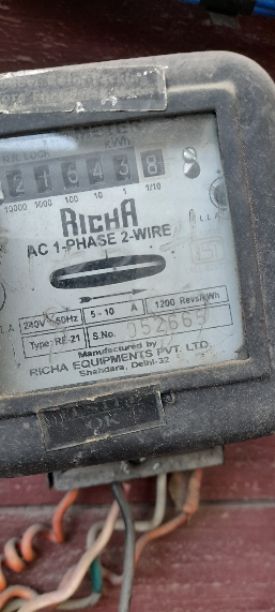 kWh
2 1 5 4 3 8
10000 1000 100 10 1 1/10
RICHA
AC 1-PHASE 2-WIRE
240V 50Hz 5 - 10 A 1200 Revs/kWh
Type: RE-21 S.No. 052665
Manufactured by
RICHA EQUIPMENTS PVT. LTD.
Shahdara, Delhi-32